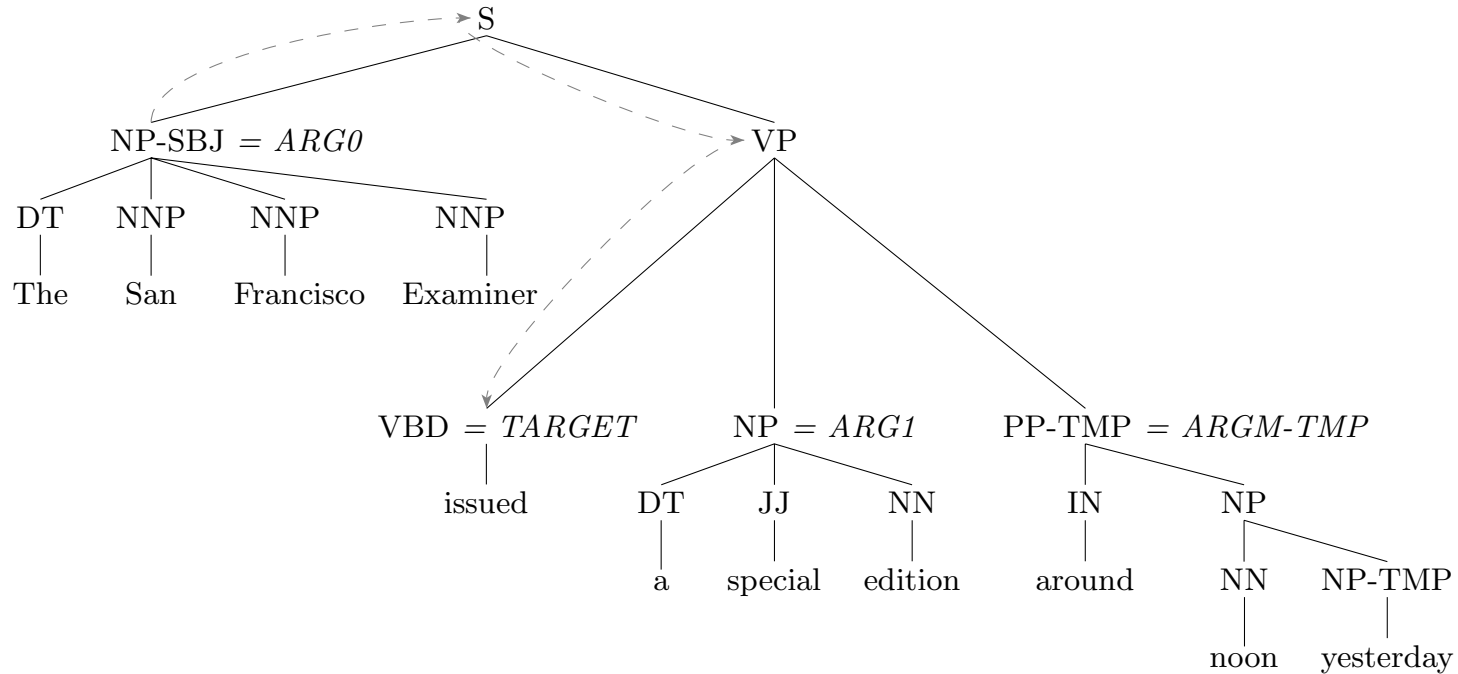 S
NP-SBJ = ARG0 VP
DT NNP NNP NNP
The San Francisco Examiner
VBD = TARGET NP = ARG1 PP-TMP = ARGM-TMP
issued DT JJ NN IN NP
a special edition around NN NP-TMP
noon yesterday